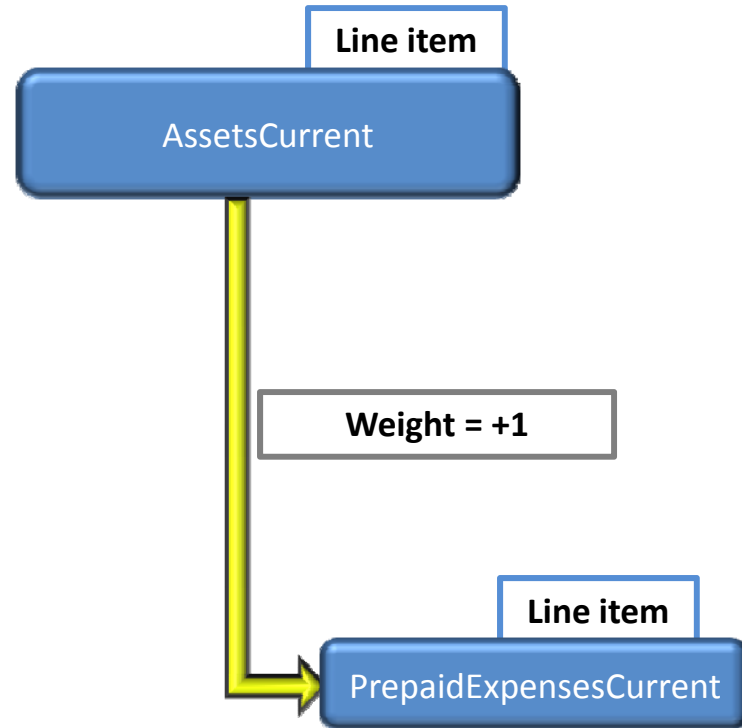 Line item
AssetsCurrent
Weight = +1
Line item
PrepaidExpensesCurrent